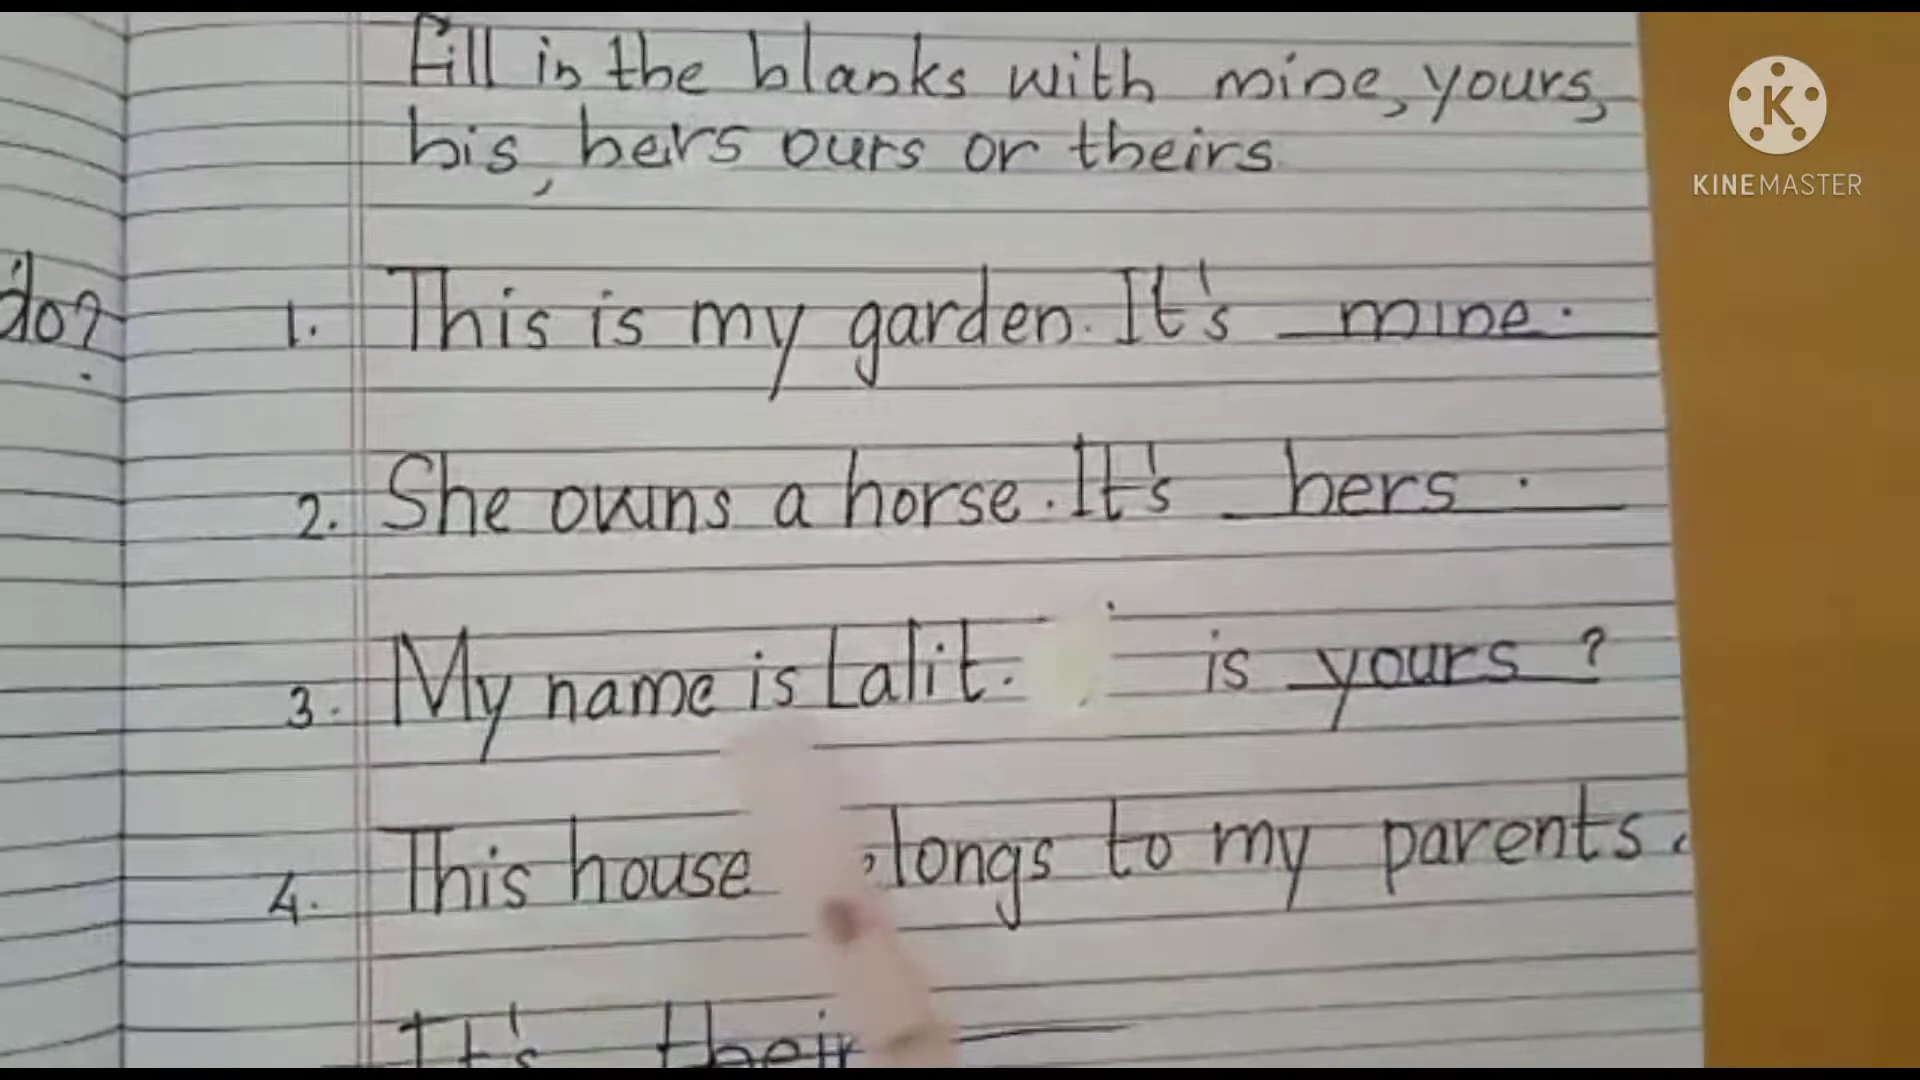 fill in the blanks with mine, yours,
his, hers ours or theirs
do?
1. This is my garden. It's mine.
2. She owns a horse. It's hers.
3. My name is Lalit. is yours?
4. This house to my parents.
It's
KINEMASTER